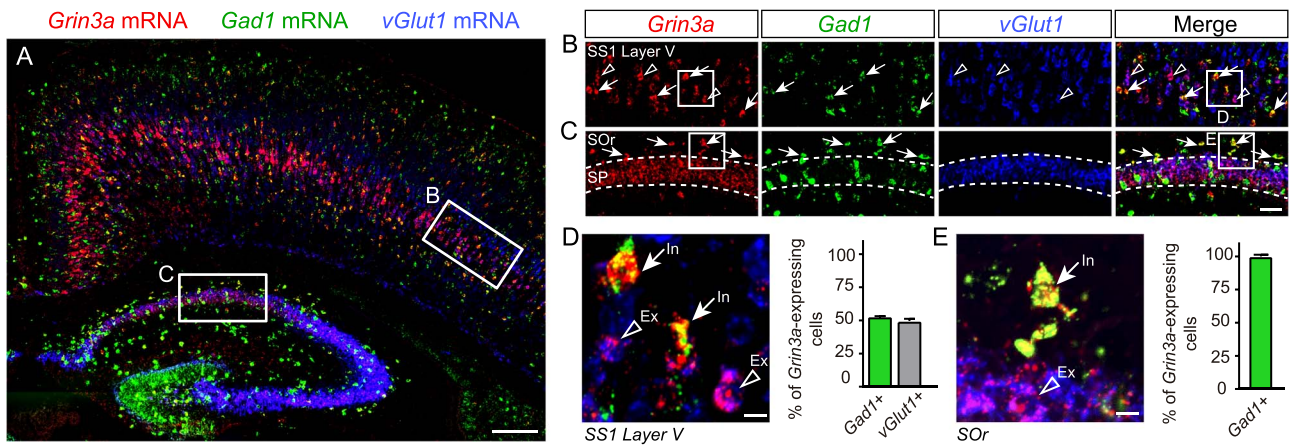 Grin3a mRNA Gad1 mRNA vGlut1 mRNA
A
B
C
Grin3a Gad1 vGlut1 Merge
B
SS1 Layer V
D
C
SOr
SP
E
D
In
In
Ex
Ex
SS1 Layer V
% of Grin3a-expressing
cells
100
75
50
25
0
Gad1+
vGlut1+
E
In
Ex
SOr
% of Grin3a-expressing
cells
100
75
50
25
0
Gad1+